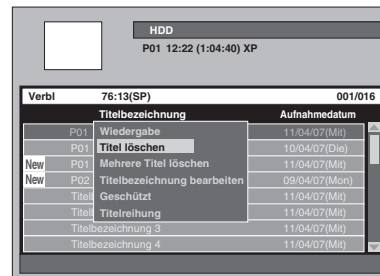 HDD
P01 12:22 (1:04:40) XP
Verbl 76:13(SP) 001/016
Titelbezeichnung Aufnahmedatum
P01 Wiedergabe 11/04/07(Mit)
P01 Titel löschen 10/04/07(Die)
New P01 Mehrere Titel löschen 11/04/07(Mit)
New P02 Titelbezeichnung bearbeiten 09/04/07(Mon)
Titel Geschützt 11/04/07(Mit)
Titel Titelreihung 11/04/07(Mit)
Titelbezeichnung 3 11/04/07(Mit)
Titelbezeichnung 4 11/04/07(Mit)